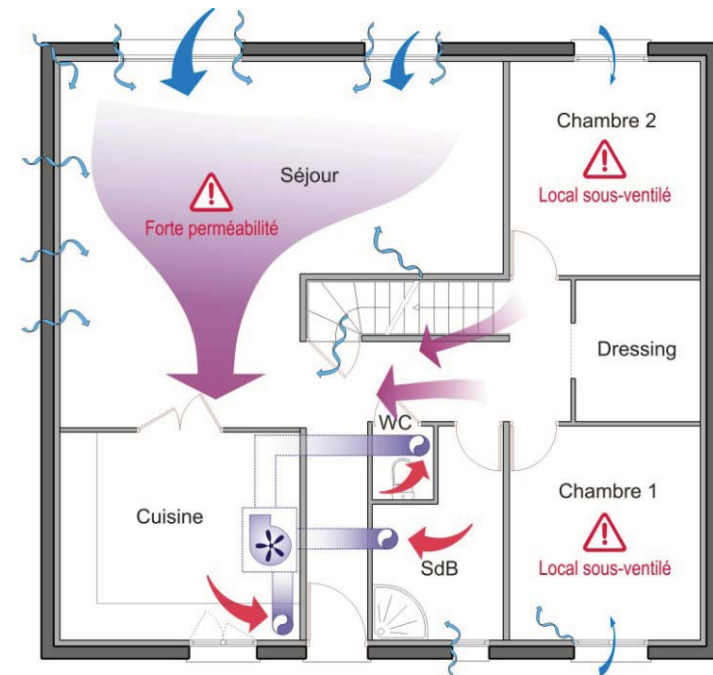 Chambre 2
Local sous-ventilé
Séjour
Forte perméabilité
Dressing
WC
Chambre 1
Local sous-ventilé
Cuisine
SdB